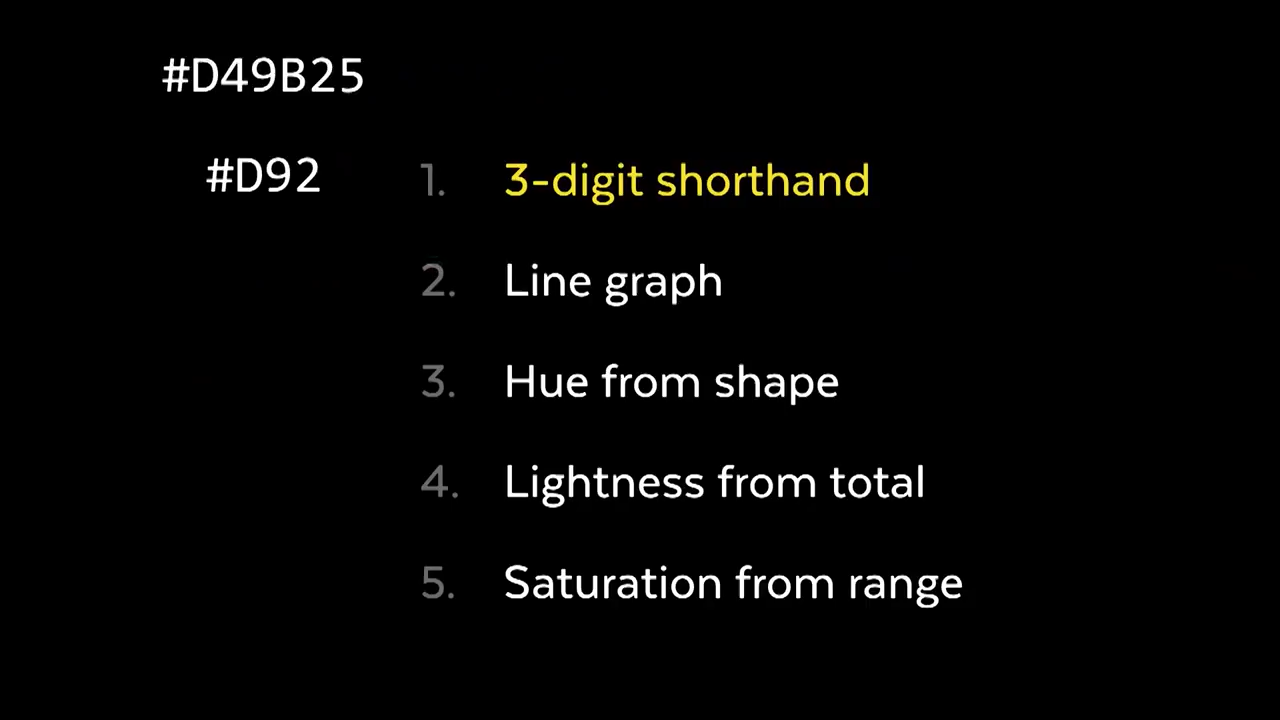 #D49B25
#D92 1. 3-digit shorthand
2. Line graph
3. Hue from shape
4. Lightness from total
5. Saturation from range